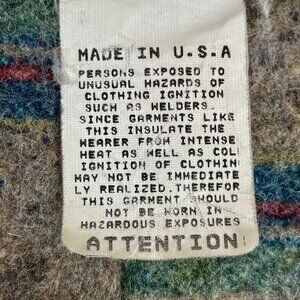 MADE IN U.S.A
PERSONS EXPOSED TO
UNUSUAL HAZARDS OF
CLOTHING IGNITION
SUCH AS WELDERS.
SINCE GARMENTS LIKE
THIS INSULATE THE
WEARER FROM INTENSE
HEAT AS WELL AS COL
IGNITION OF CLOTHIN
MAY NOT BE IMMEDIATE
LY REALIZED.THEREFOR
THIS GARMENT SHOULD
NOT BE WORN IN
HAZARDOUS EXPOSURES
ATTENTION